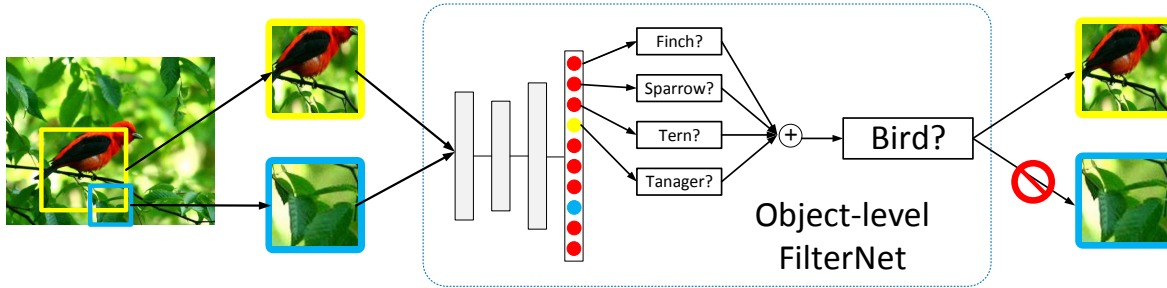 Finch?
Sparrow?
Tern?
Tanager?
+
Bird?
Object-level
FilterNet